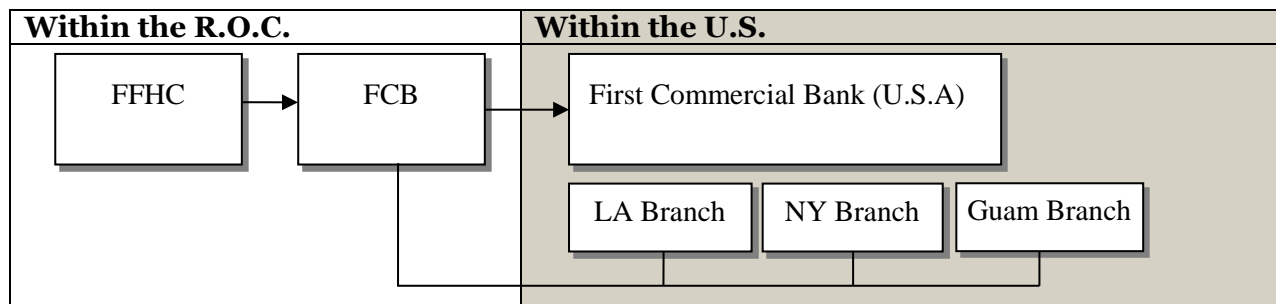 Within the R.O.C.
Within the U.S.
FFHC
FCB
First Commercial Bank (U.S.A)
LA Branch
NY Branch
Guam Branch